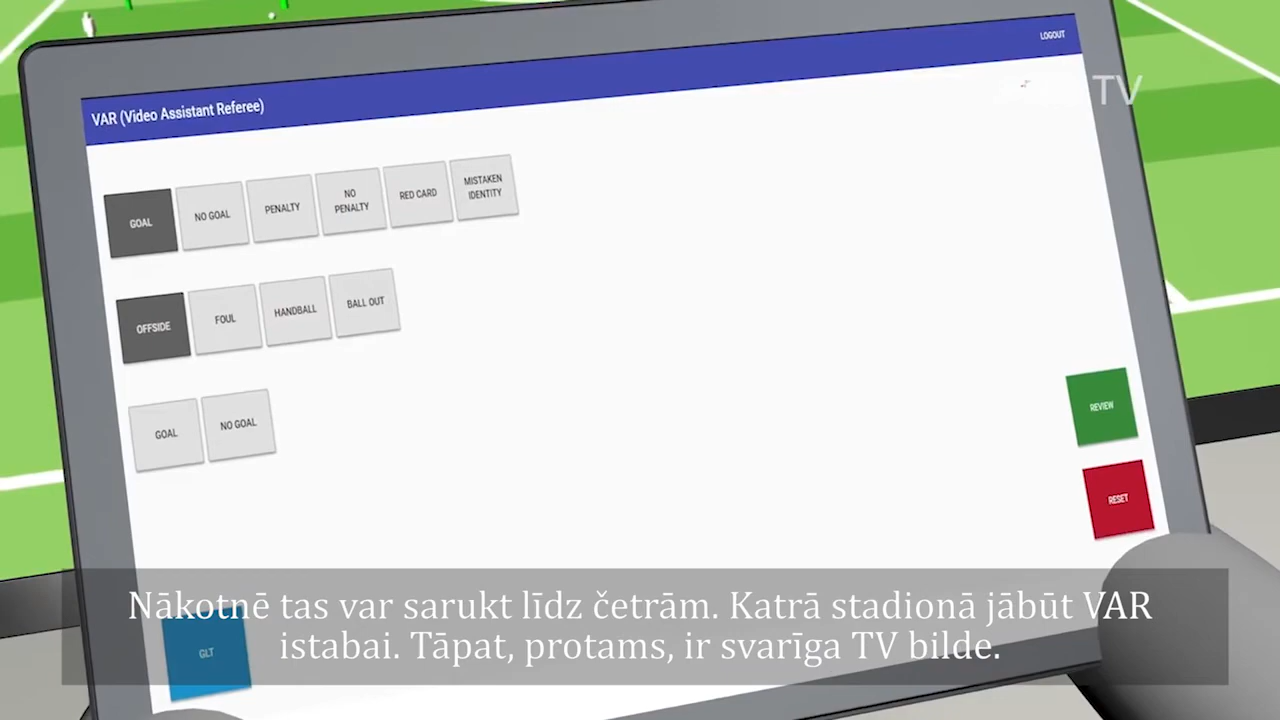 LOGOUT
TV
VAR (Video Assistant Referee)
GOAL
NO GOAL
PENALTY
NO
PENALTY
RED CARD
MISTAKEN
IDENTITY
OFFSIDE
FOUL
HANDBALL
BALL OUT
GOAL
NO GOAL
REVIEW
RESET
Nākotnē tas var sarukt līdz četrām. Katrā stadionā jābūt VAR
istabai. Tāpat, protams, ir svarīga TV bilde.
GLT